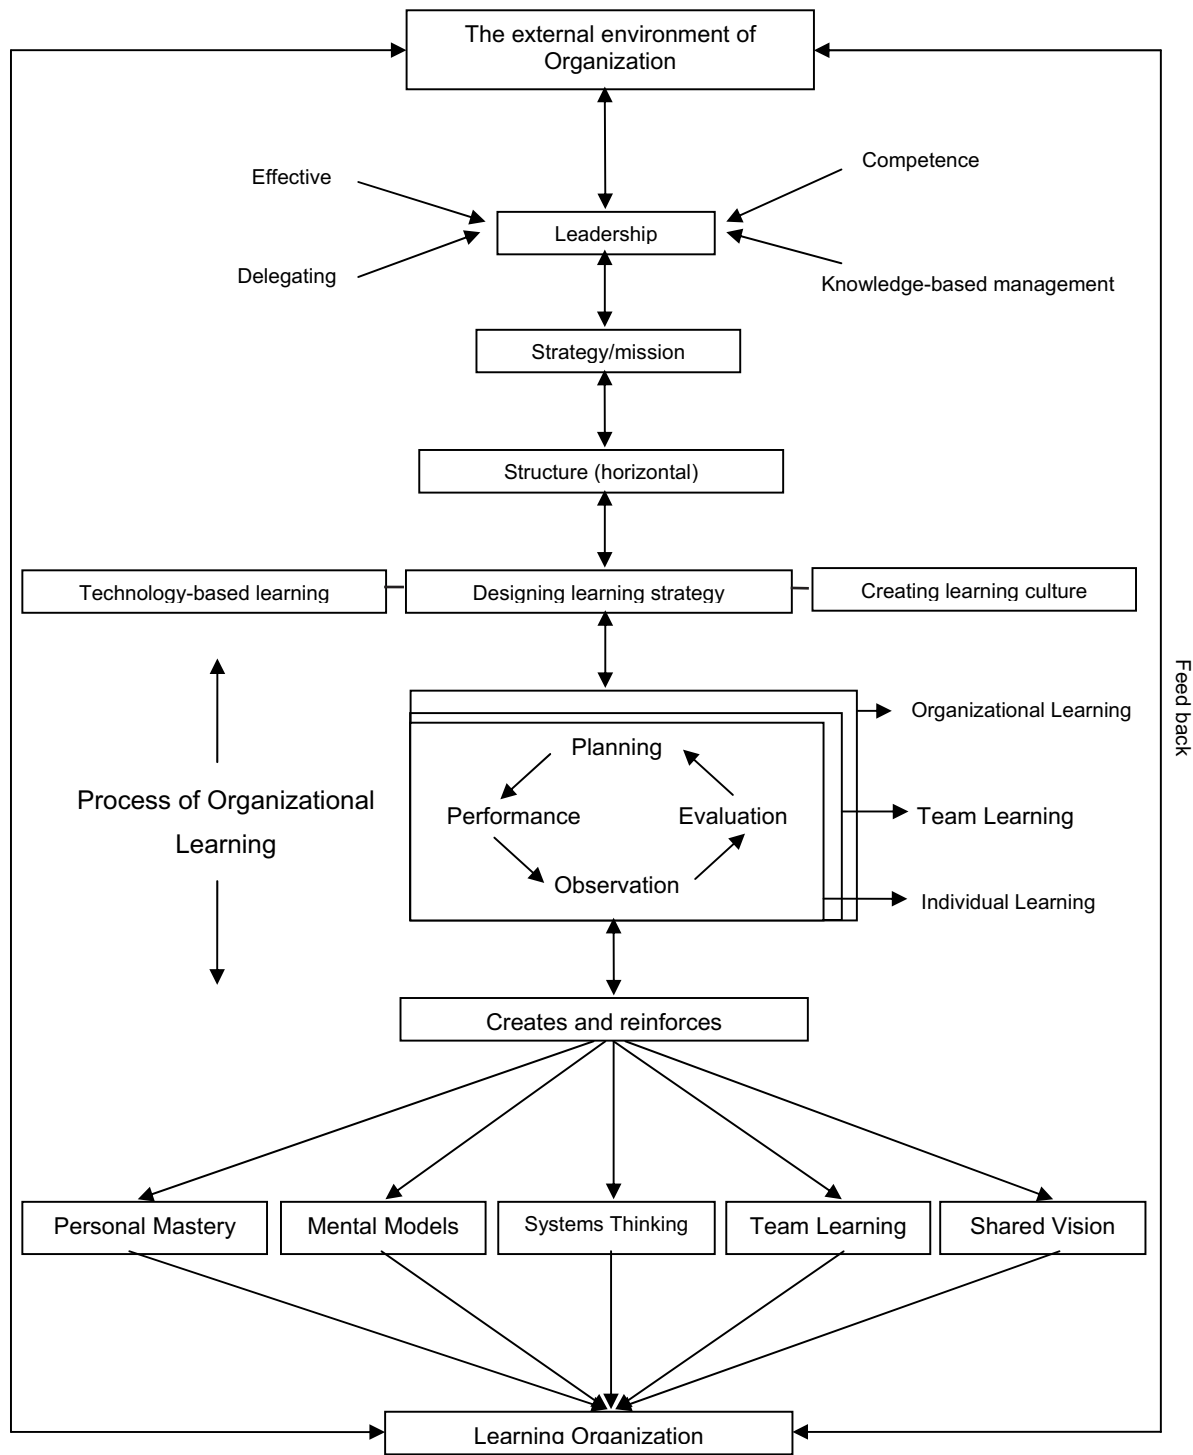 The external environment of
Organization
Effective
Competence
Leadership
Delegating
Knowledge-based management
Strategy/mission
Structure (horizontal)
Technology-based learning
Designing learning strategy
Creating learning culture
Feed back
Organizational Learning
Planning
Process of Organizational
Learning
Performance
Evaluation
Team Learning
Observation
Individual Learning
Creates and reinforces
Personal Mastery
Mental Models
Systems Thinking
Team Learning
Shared Vision
Learning Organization